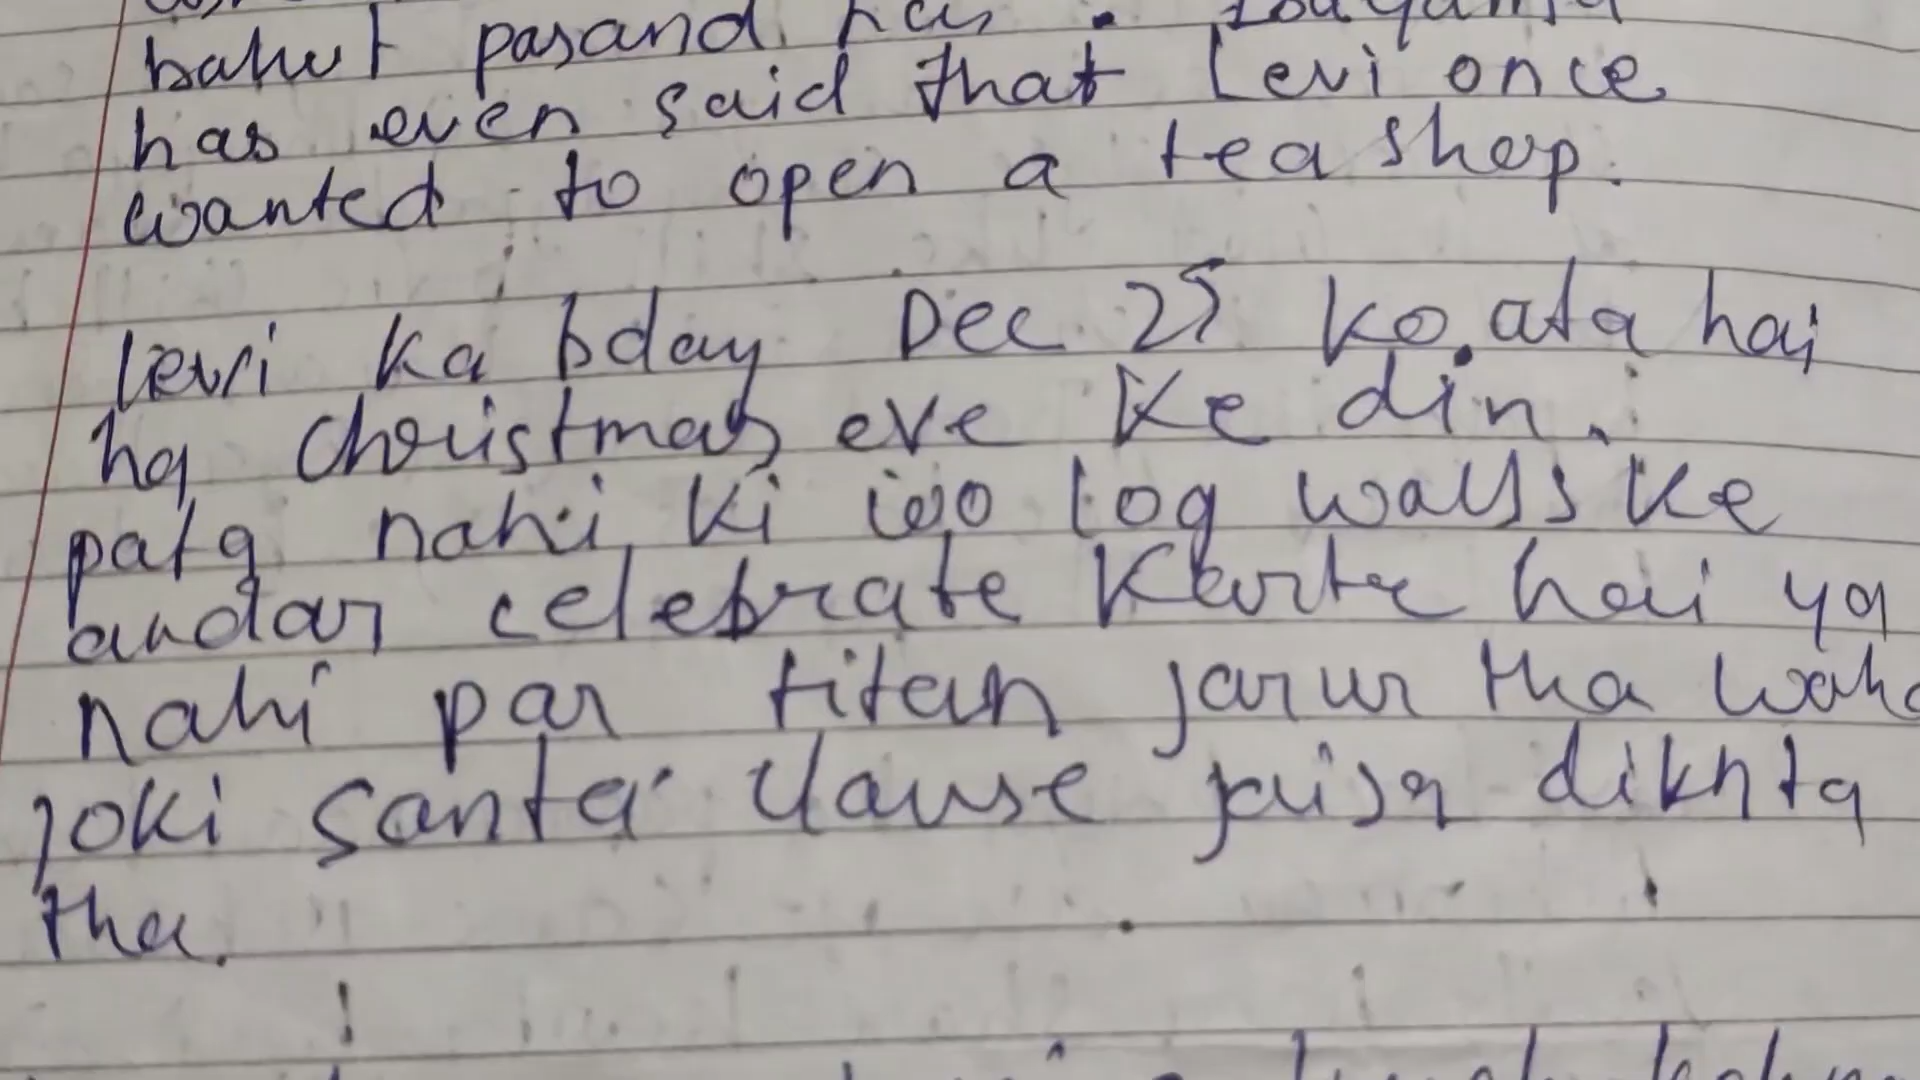 bahut pasand hai. Isayama
has even said that Levi once
wanted to open a tea shop.
levi ka bday Dec 25 ko ata hai
ha Christmas eve ke din.
pata nahi ki wo log walls ke
andar celebrate karte hai ya
nahi par titan jarur tha waha
joki santa clause jaisa dikhta
tha.